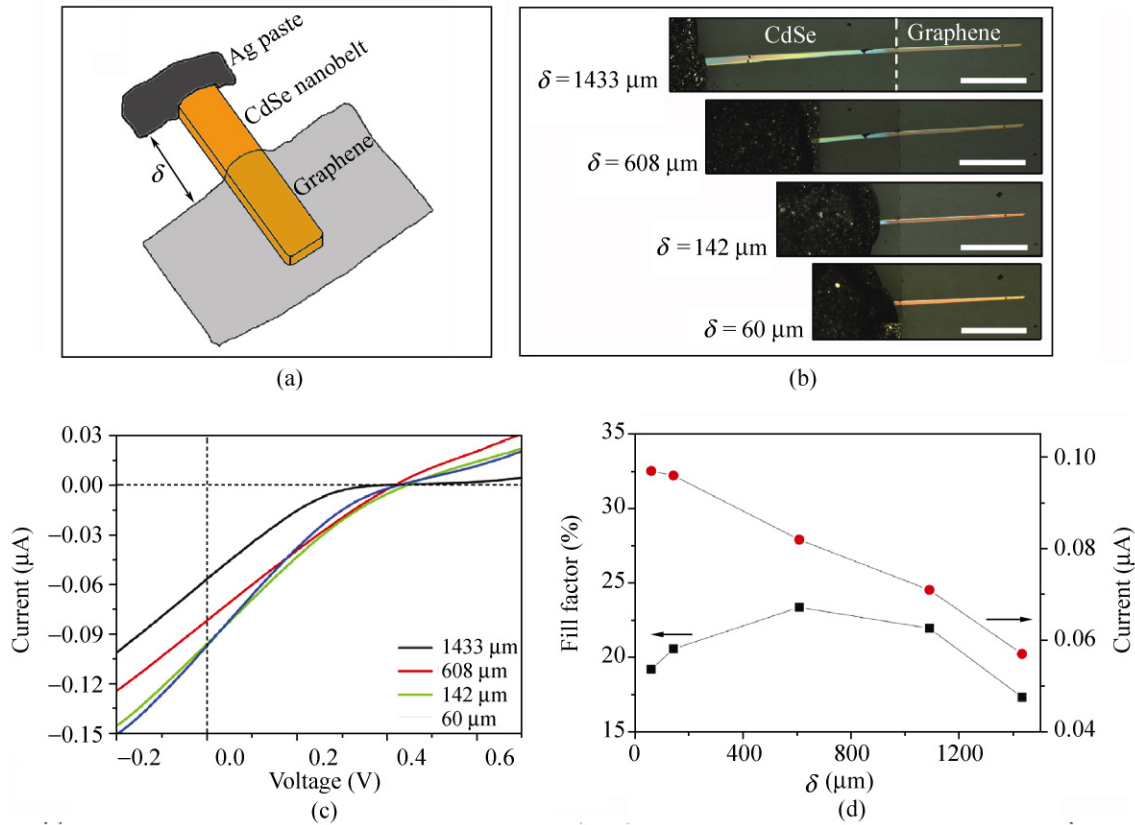 Ag paste
CdSe nanobelt
Graphene
δ
(a)
CdSe Graphene
δ = 1433 μm
δ = 608 μm
δ = 142 μm
δ = 60 μm
(b)
Current (μA)
0.03
0.00
−0.03
−0.06
−0.09
−0.12
−0.15
1433 μm
608 μm
142 μm
60 μm
−0.2 0.0 0.2 0.4 0.6
Voltage (V)
(c)
Fill factor (%)
35
30
25
20
15
0 400 800 1200
δ (μm)
0.10
0.08
0.06
0.04
Current (μA)
(d)